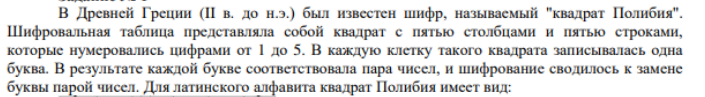 В Древней Греции (II в. до н.э.) был известен шифр, называемый "квадрат Полибия".
Шифровальная таблица представляла собой квадрат с пятью столбцами и пятью строками,
которые нумеровались цифрами от 1 до 5. В каждую клетку такого квадрата записывалась одна
буква. В результате каждой букве соответствовала пара чисел, и шифрование сводилось к замене
буквы парой чисел. Для латинского алфавита квадрат Полибия имеет вид: